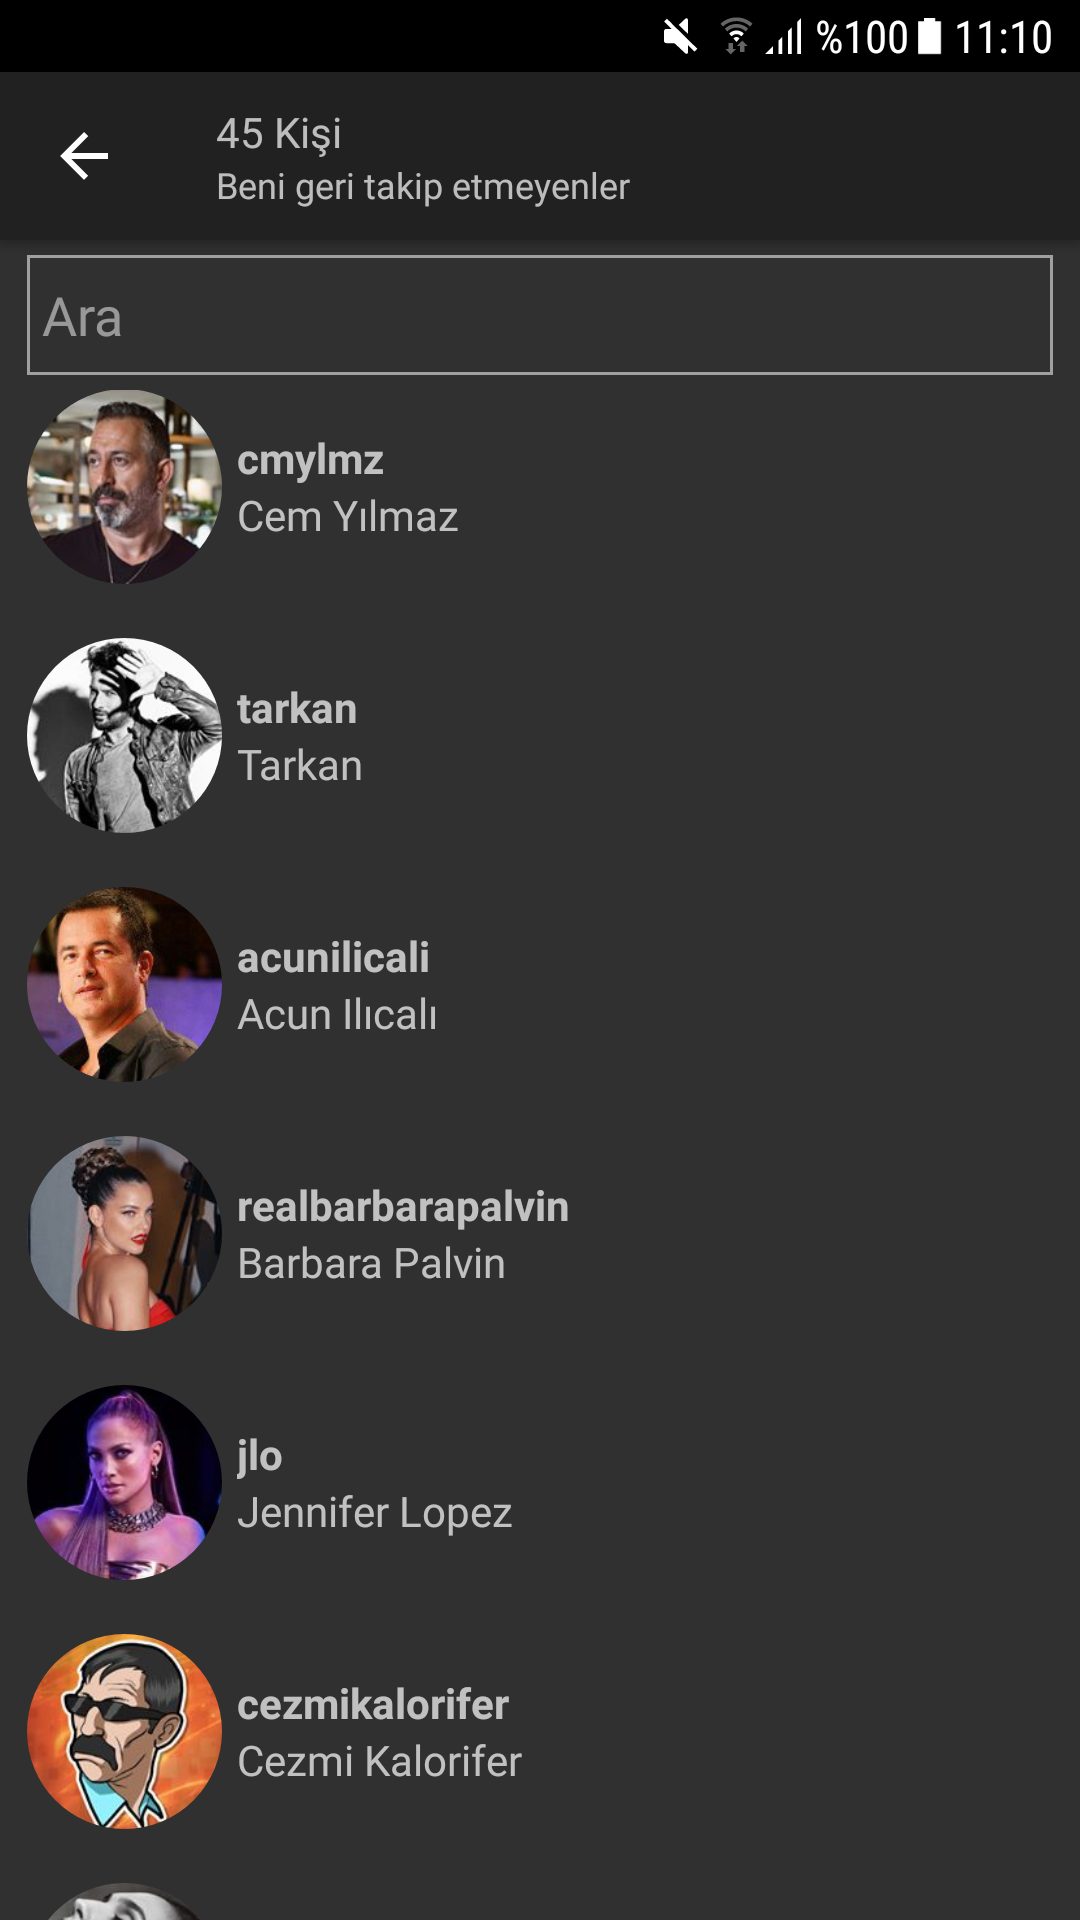 %100 11:10
45 Kişi
Beni geri takip etmeyenler
Ara
cmylmz
Cem Yılmaz
tarkan
Tarkan
acunilicali
Acun Ilıcalı
realbarbarapalvin
Barbara Palvin
jlo
Jennifer Lopez
cezmikalorifer
Cezmi Kalorifer